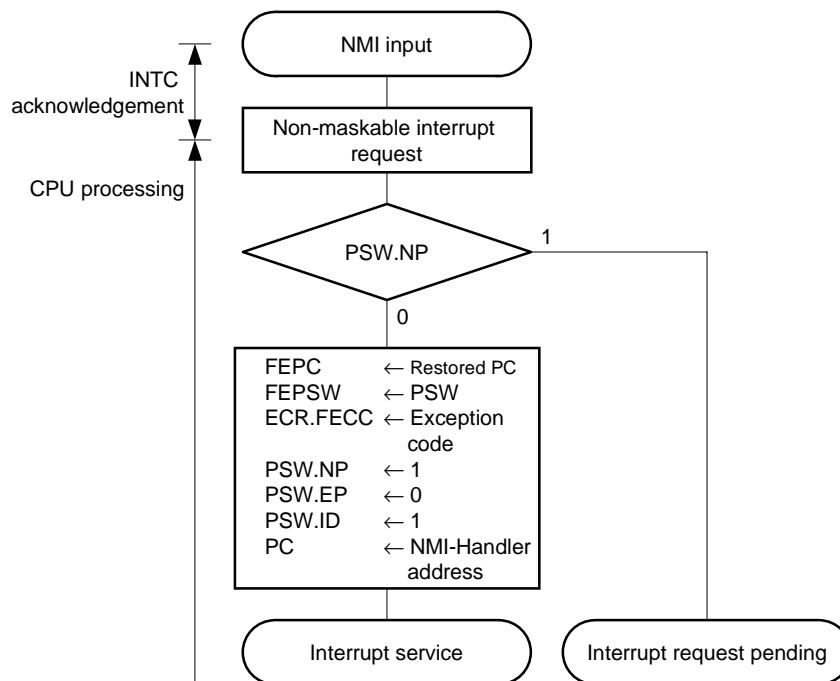 NMI input
INTC
acknowledgement
Non-maskable interrupt
request
CPU processing
PSW.NP
1
0
FEPC ← Restored PC
FEPSW ← PSW
ECR.FECC ← Exception
code
PSW.NP ← 1
PSW.EP ← 0
PSW.ID ← 1
PC ← NMI-Handler
address
Interrupt service
Interrupt request pending